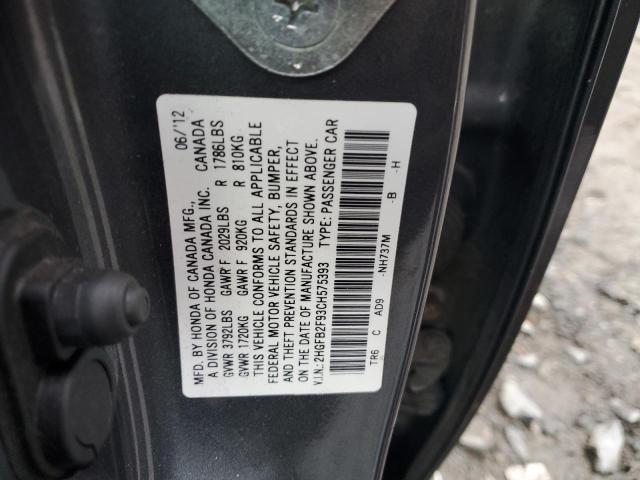 MFD. BY HONDA OF CANADA MFG., 06/'12
A DIVISION OF HONDA CANADA INC. CANADA
GVWR 3792LBS GAWR F 2029LBS R 1786LBS
GVWR 1720KG GAWR F 920KG R 810KG
THIS VEHICLE CONFORMS TO ALL APPLICABLE
FEDERAL MOTOR VEHICLE SAFETY, BUMPER,
AND THEFT PREVENTION STANDARDS IN EFFECT
ON THE DATE OF MANUFACTURE SHOWN ABOVE.
V.I.N.: 2HGFB2F93CH575393 TYPE: PASSENGER CAR
TR6 C AD9 -NH737M -B -H